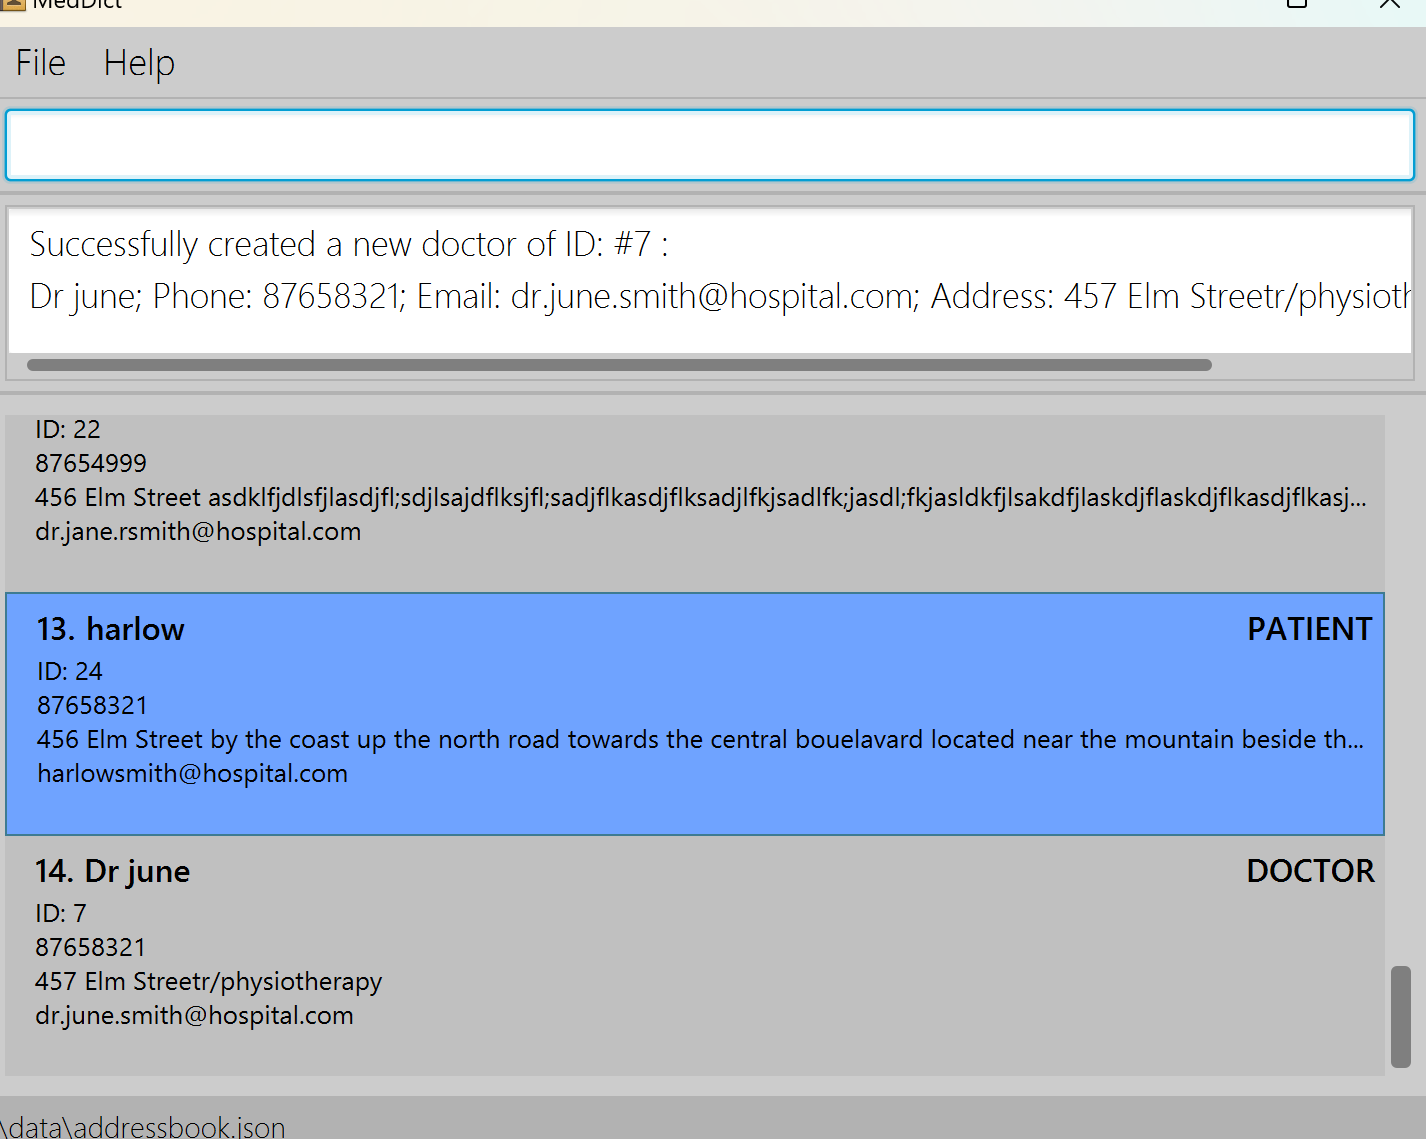 MedDict
File Help
Successfully created a new doctor of ID: #7 :
Dr june; Phone: 87658321; Email: dr.june.smith@hospital.com; Address: 457 Elm Streetr/physioth
ID: 22
87654999
456 Elm Street asdklfjdlsfjlasdjfl;sdjlsajdflksjfl;sadjflkasdjflksadjlfkjsadlfk;jasdl;fkjasldkfjlsakdfjlaskdjflaskdjflkasdjflkasj...
dr.jane.rsmith@hospital.com
13. harlow PATIENT
ID: 24
87658321
456 Elm Street by the coast up the north road towards the central bouelavard located near the mountain beside th...
harlowsmith@hospital.com
14. Dr june DOCTOR
ID: 7
87658321
457 Elm Streetr/physiotherapy
dr.june.smith@hospital.com
\data\addressbook.json